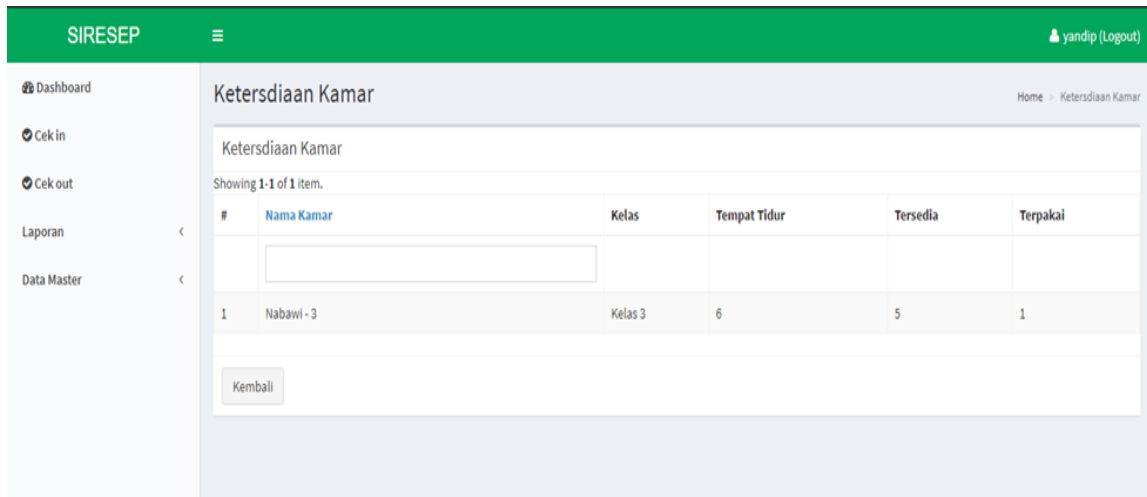 SIRESEP
yandip (Logout)
Dashboard
Cek in
Cek out
Laporan
Data Master
Ketersdiaan Kamar
Home > Ketersdiaan Kamar
Ketersdiaan Kamar
Showing 1-1 of 1 item.
# Nama Kamar Kelas Tempat Tidur Tersedia Terpakai
1 Nabawi - 3 Kelas 3 6 5 1
Kembali